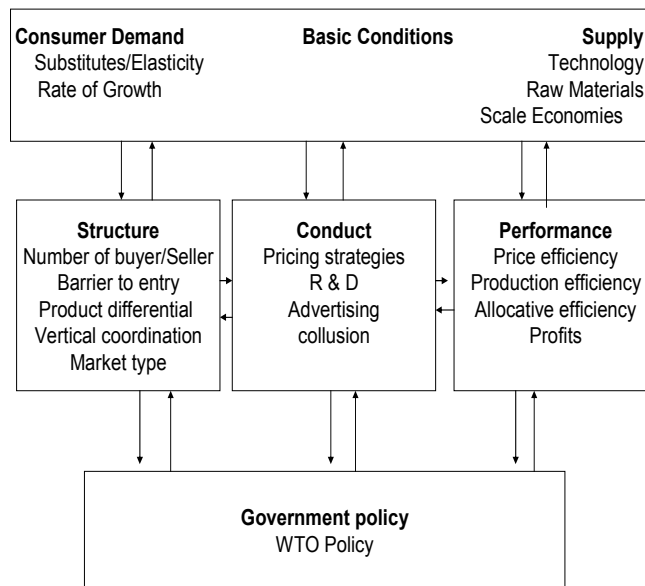 Consumer Demand Basic Conditions Supply
Substitutes/Elasticity Technology
Rate of Growth Raw Materials
Scale Economies
Structure
Number of buyer/Seller
Barrier to entry
Product differential
Vertical coordination
Market type
Conduct
Pricing strategies
R & D
Advertising
collusion
Performance
Price efficiency
Production efficiency
Allocative efficiency
Profits
Government policy
WTO Policy